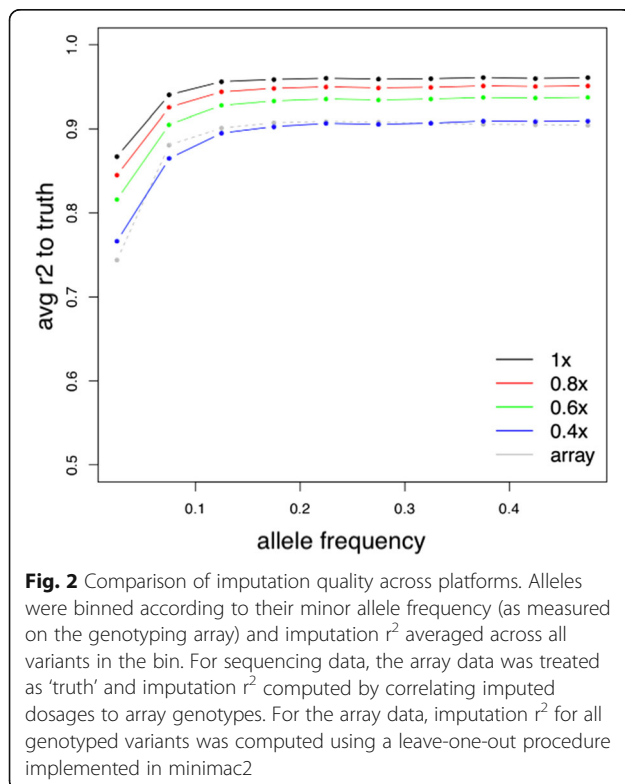 1.0
0.9
0.8
0.7
0.6
0.5
avg r2 to truth
1x
0.8x
0.6x
0.4x
array
0.1 0.2 0.3 0.4
allele frequency
Fig. 2 Comparison of imputation quality across platforms. Alleles
were binned according to their minor allele frequency (as measured
on the genotyping array) and imputation r² averaged across all
variants in the bin. For sequencing data, the array data was treated
as ‘truth’ and imputation r² computed by correlating imputed
dosages to array genotypes. For the array data, imputation r² for all
genotyped variants was computed using a leave-one-out procedure
implemented in minimac2